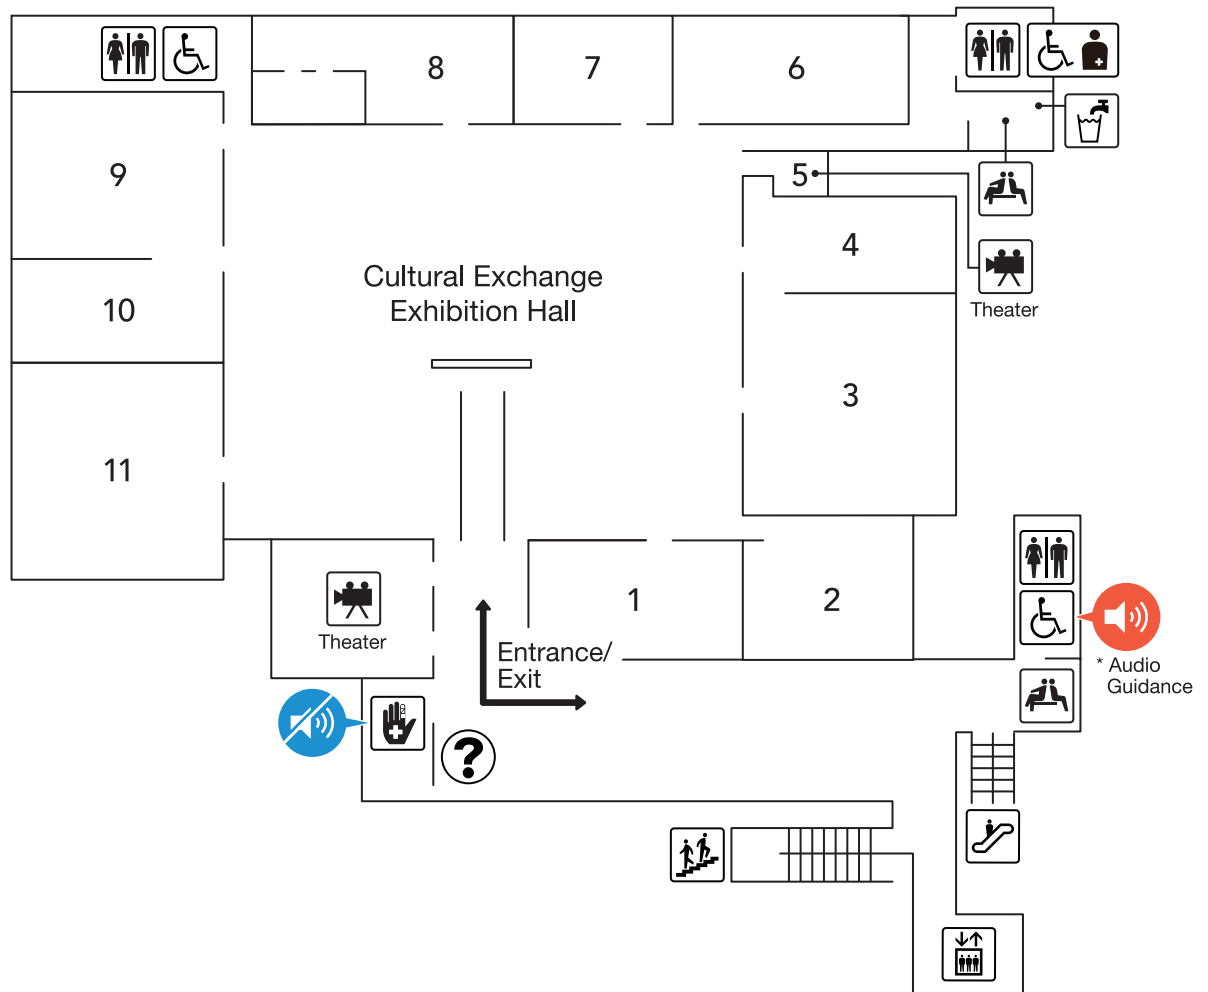 8
7
6
9
5
4
Cultural Exchange
Exhibition Hall
Theater
10
3
11
1
2
Theater
Entrance/
Exit
* Audio
Guidance
?